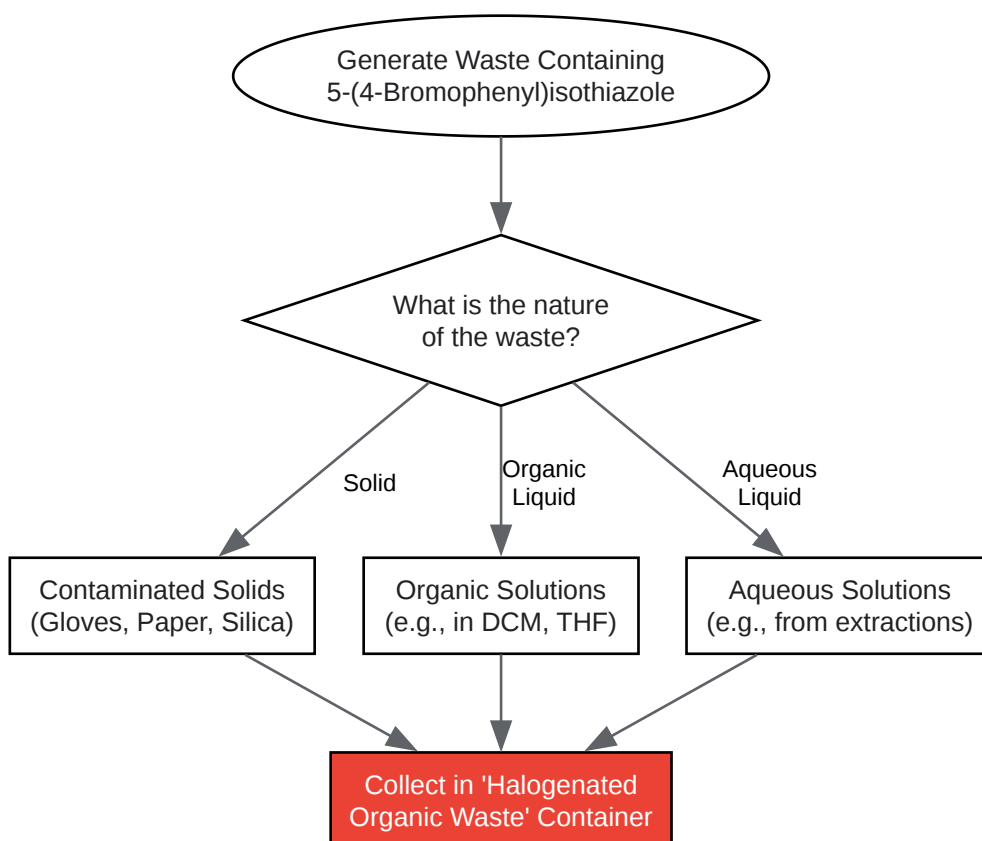 Generate Waste Containing
5-(4-Bromophenyl)isothiazole
What is the nature
of the waste?
Solid
Organic
Liquid
Aqueous
Liquid
Contaminated Solids
(Gloves, Paper, Silica)
Organic Solutions
(e.g., in DCM, THF)
Aqueous Solutions
(e.g., from extractions)
Collect in 'Halogenated
Organic Waste' Container